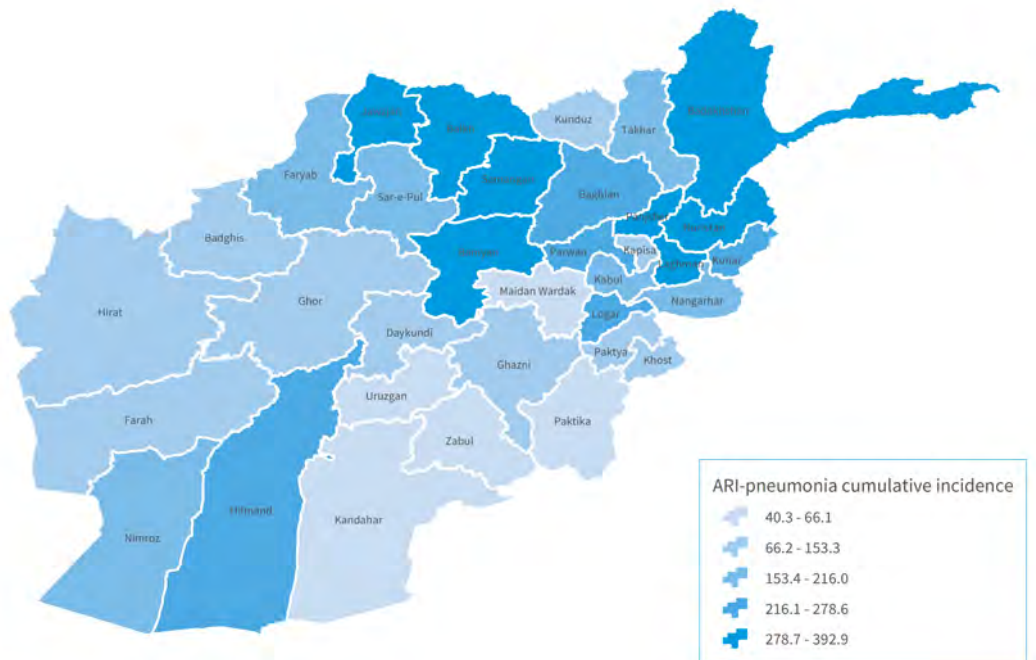 Jawzjan
Balkh
Badakhshan
Kunduz
Takhar
Faryab
Samangan
Sar-e-Pul
Baghlan
Panjsher
Nuristan
Badghis
Bamyan
Parwan
Kapisa
Laghman
Kunar
Kabul
Maidan Wardak
Ghor
Nangarhar
Hirat
Logar
Daykundi
Paktya
Khost
Ghazni
Uruzgan
Farah
Paktika
Zabul
Hilmand
Kandahar
Nimroz
ARI-pneumonia cumulative incidence
40.3 - 66.1
66.2 - 153.3
153.4 - 216.0
216.1 - 278.6
278.7 - 392.9